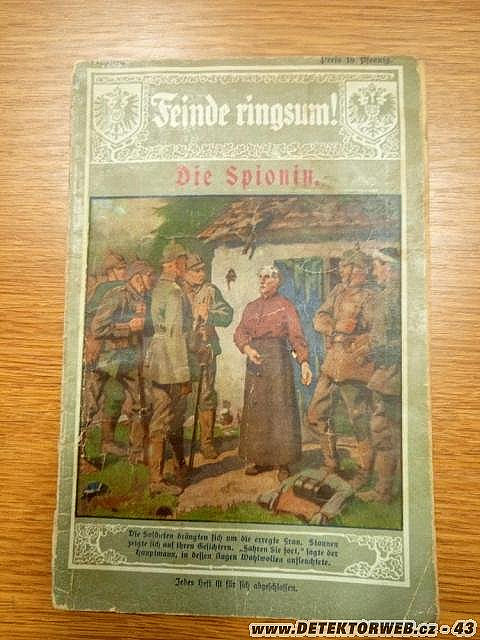 Preis 10 Pfennig.
Feinde ringsum!
Die Spionin.
Die Soldaten drängten sich um die erregte Frau. Staunen
zeigte sich auf ihren Gesichtern. „Fahren Sie fort,“ sagte der
Hauptmann, in dessen Augen Wohlwollen aufleuchtete.
Jedes Heft ist für sich abgeschlossen.
www.DETEKTORWEB.cz - 43